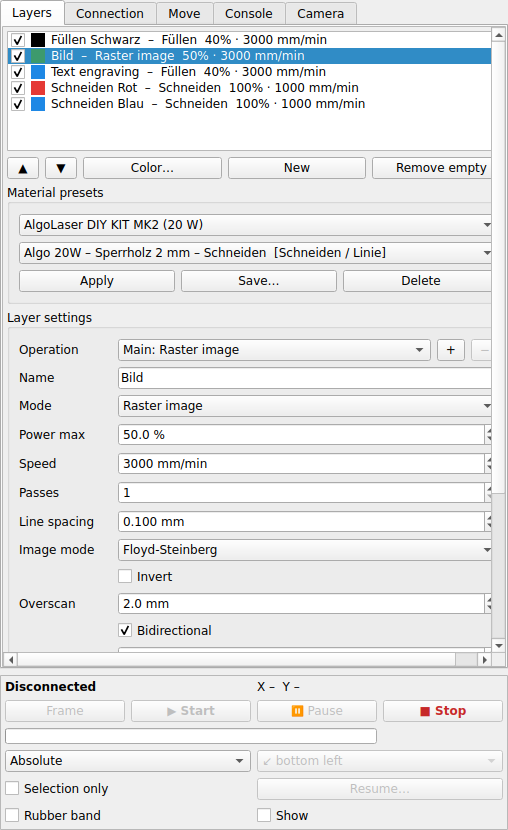 Layers Connection Move Console Camera
Füllen Schwarz – Füllen 40% · 3000 mm/min
Bild – Raster image 50% · 3000 mm/min
Text engraving – Füllen 40% · 3000 mm/min
Schneiden Rot – Schneiden 100% · 1000 mm/min
Schneiden Blau – Schneiden 100% · 1000 mm/min
▲ ▼ Color... New Remove empty
Material presets
AlgoLaser DIY KIT MK2 (20 W)
Algo 20W – Sperrholz 2 mm – Schneiden [Schneiden / Linie]
Apply Save... Delete
Layer settings
Operation Main: Raster image + −
Name Bild
Mode Raster image
Power max 50.0 %
Speed 3000 mm/min
Passes 1
Line spacing 0.100 mm
Image mode Floyd-Steinberg
Invert
Overscan 2.0 mm
Bidirectional
Disconnected X – Y –
Frame ▶ Start ⏸ Pause ■ Stop
Absolute ↙ bottom left
Selection only Resume...
Rubber band Show